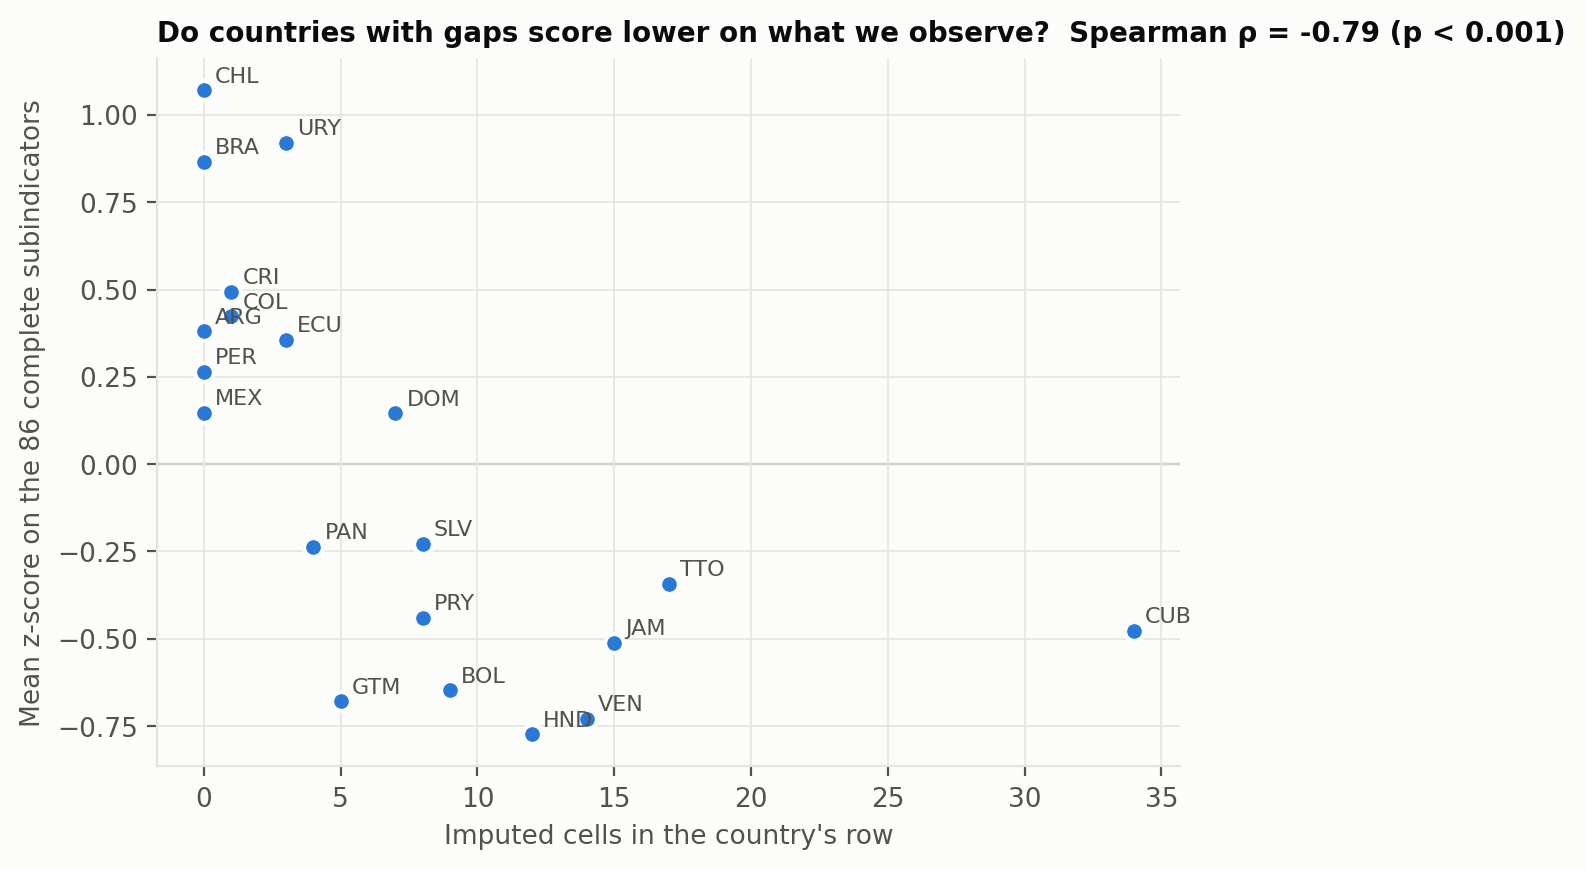 Do countries with gaps score lower on what we observe?  Spearman ρ = -0.79 (p < 0.001)
Mean z-score on the 86 complete subindicators
1.00
0.75
0.50
0.25
0.00
−0.25
−0.50
−0.75
CHL
URY
BRA
CRI
COL
ARG
ECU
PER
MEX
DOM
PAN
SLV
TTO
PRY
CUB
JAM
BOL
GTM
VEN
HND
0
5
10
15
20
25
30
35
Imputed cells in the country's row